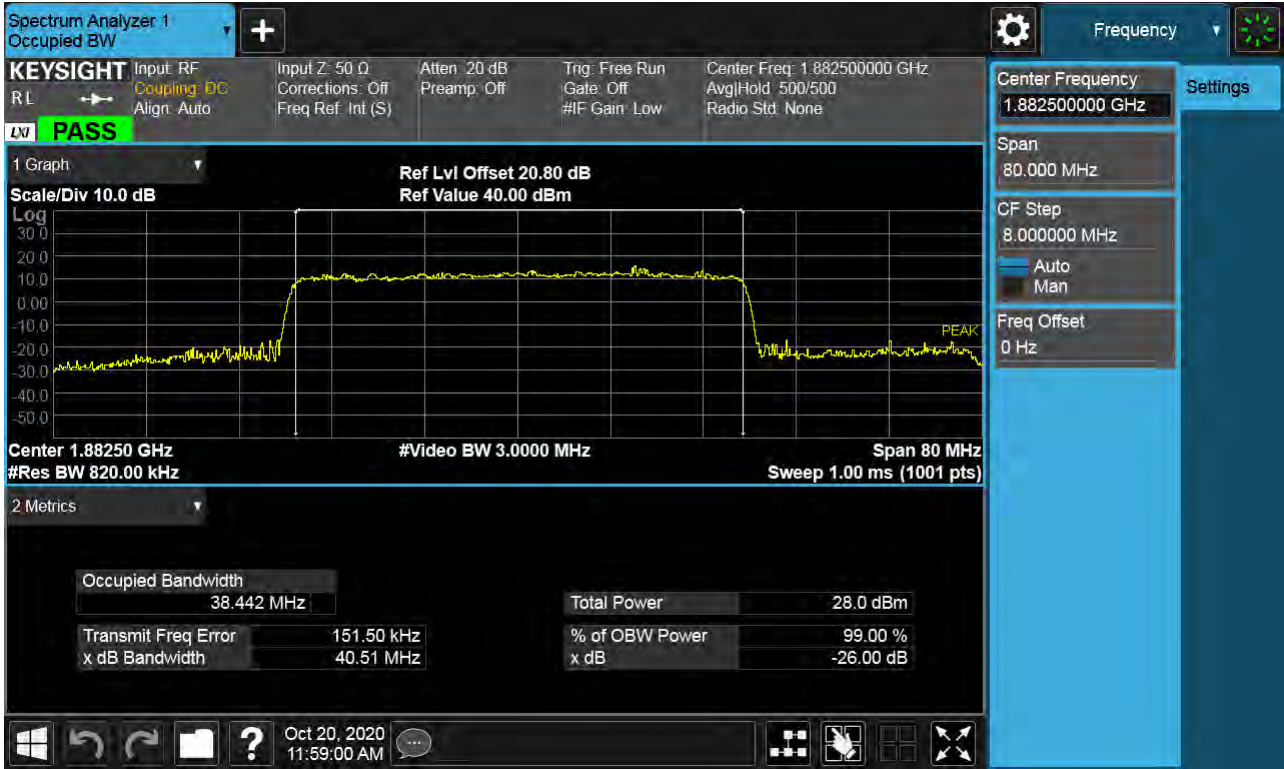 Spectrum Analyzer 1
Occupied BW
Frequency
KEYSIGHT
RL
LXI
PASS
Input: RF
Coupling: DC
Align: Auto
Input Z: 50 Ω
Corrections: Off
Freq Ref: Int (S)
Atten: 20 dB
Preamp: Off
Trig: Free Run
Gate: Off
#IF Gain: Low
Center Freq: 1.882500000 GHz
Avg|Hold: 500/500
Radio Std: None
1 Graph
Scale/Div 10.0 dB
Ref Lvl Offset 20.80 dB
Ref Value 40.00 dBm
Log
30.0
20.0
10.0
0.00
-10.0
-20.0
-30.0
-40.0
-50.0
PEAK
Center 1.88250 GHz
#Video BW 3.0000 MHz
Span 80 MHz
#Res BW 820.00 kHz
Sweep 1.00 ms (1001 pts)
2 Metrics
Occupied Bandwidth
38.442 MHz
Transmit Freq Error 151.50 kHz
x dB Bandwidth 40.51 MHz
Total Power 28.0 dBm
% of OBW Power 99.00 %
x dB -26.00 dB
Center Frequency
1.882500000 GHz
Span
80.000 MHz
CF Step
8.000000 MHz
Auto
Man
Freq Offset
0 Hz
Settings
?
Oct 20, 2020
11:59:00 AM